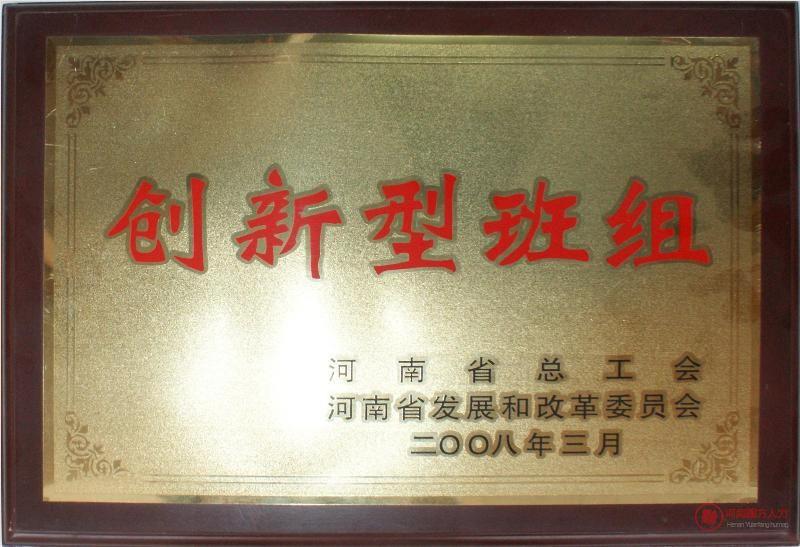 创新型班组
河南省总工会
河南省发展和改革委员会
二〇〇八年三月